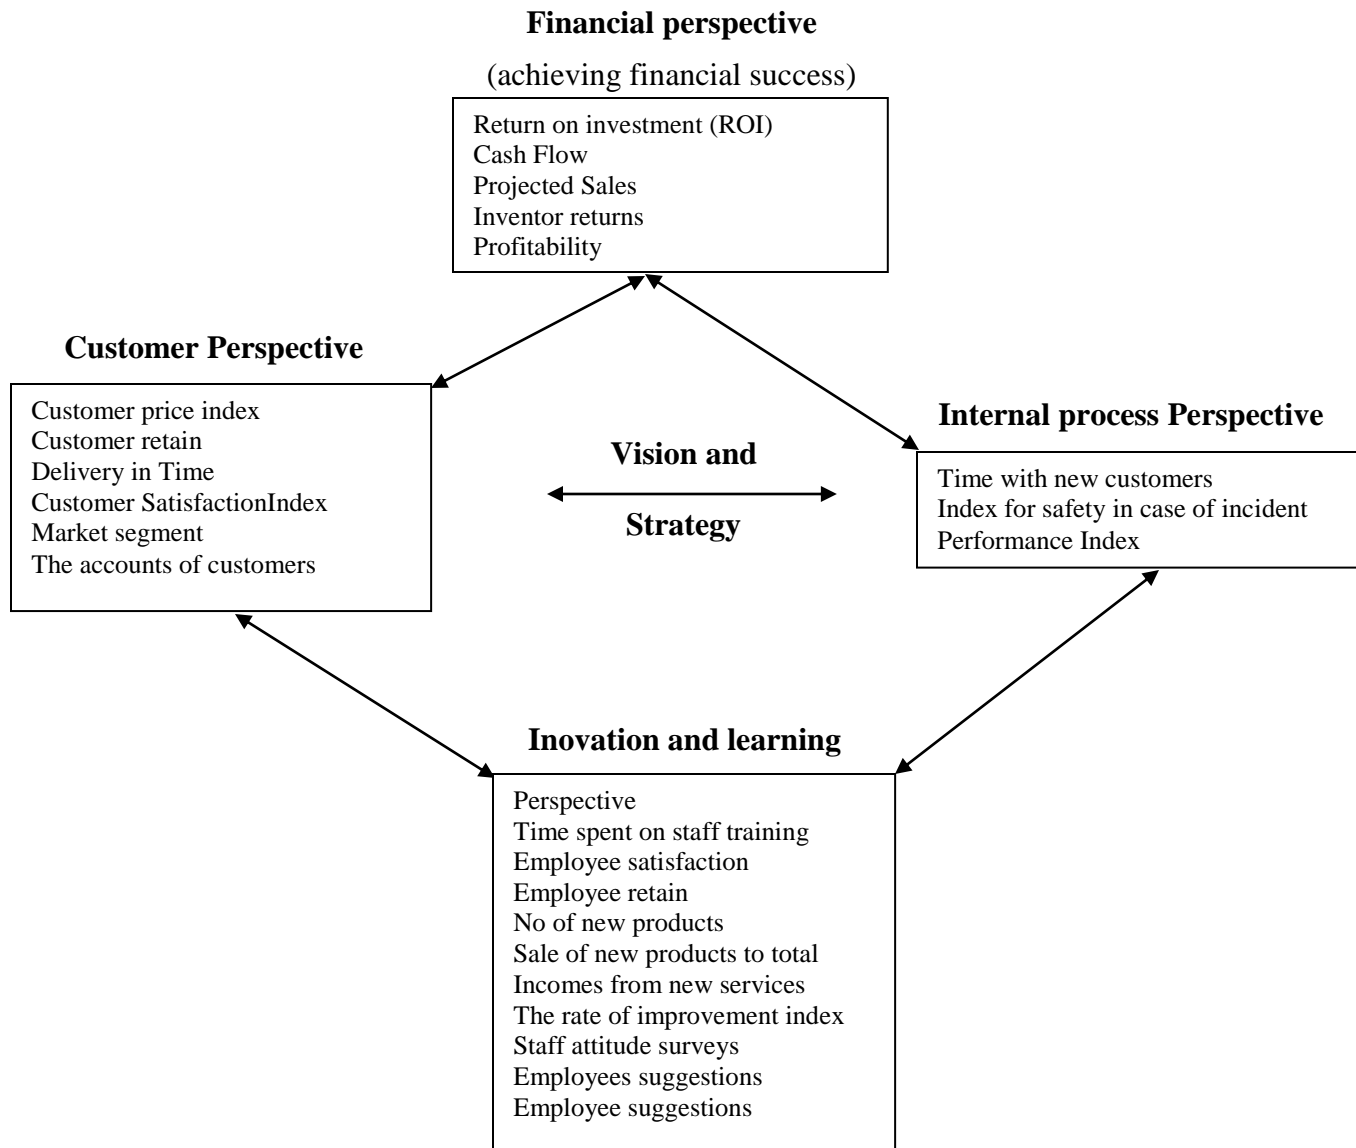 Financial perspective
(achieving financial success)
Return on investment (ROI)
Cash Flow
Projected Sales
Inventor returns
Profitability
Customer Perspective
Customer price index
Customer retain
Delivery in Time
Customer SatisfactionIndex
Market segment
The accounts of customers
Vision and
Strategy
Internal process Perspective
Time with new customers
Index for safety in case of incident
Performance Index
Inovation and learning
Perspective
Time spent on staff training
Employee satisfaction
Employee retain
No of new products
Sale of new products to total
Incomes from new services
The rate of improvement index
Staff attitude surveys
Employees suggestions
Employee suggestions